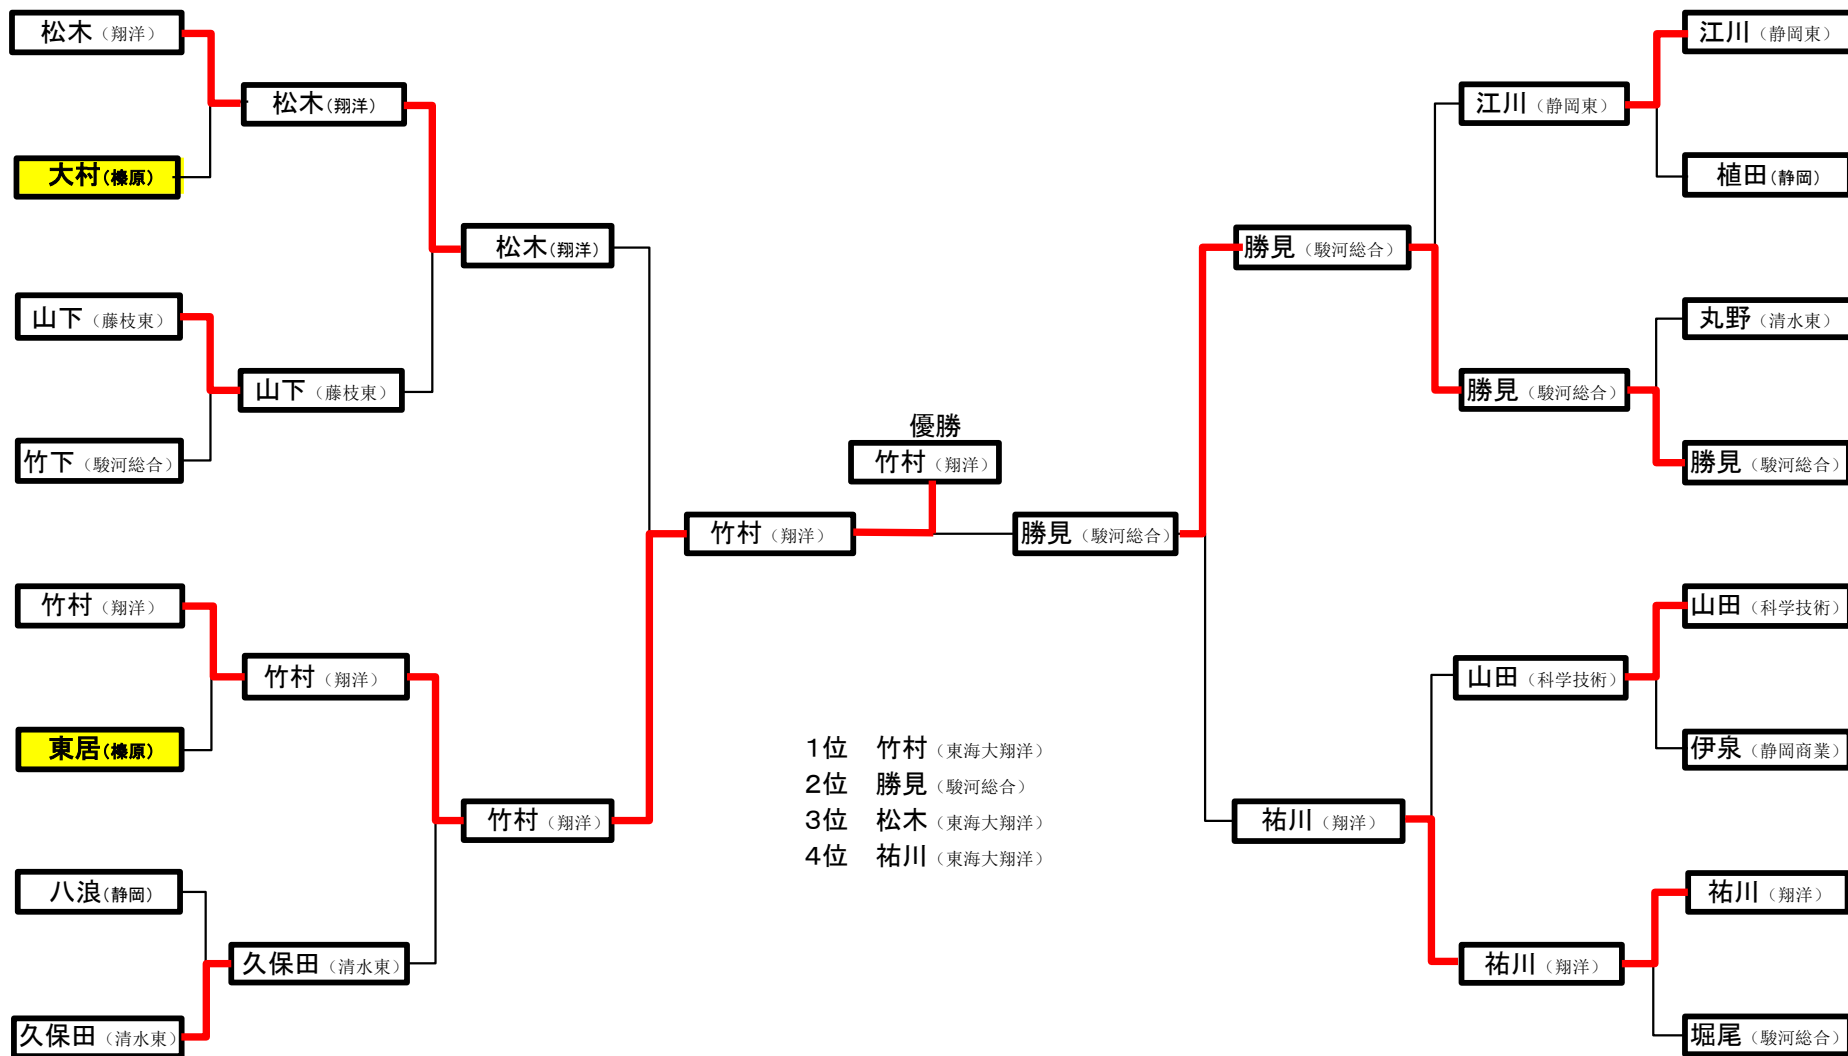 松木（翔洋）
大村(榛原)
山下（藤枝東）
竹下（駿河総合）
竹村（翔洋）
東居(榛原)
八浪(静岡)
久保田（清水東）
松木(翔洋)
山下（藤枝東）
竹村（翔洋）
久保田（清水東）
松木(翔洋)
竹村（翔洋）
竹村（翔洋）
優勝
竹村（翔洋）
勝見（駿河総合）
1位 竹村（東海大翔洋）
2位 勝見（駿河総合）
3位 松木（東海大翔洋）
4位 祐川（東海大翔洋）
勝見（駿河総合）
祐川（翔洋）
江川（静岡東）
勝見（駿河総合）
山田（科学技術）
祐川（翔洋）
江川（静岡東）
植田(静岡)
丸野（清水東）
勝見（駿河総合）
山田（科学技術）
伊泉（静岡商業）
祐川（翔洋）
堀尾（駿河総合）